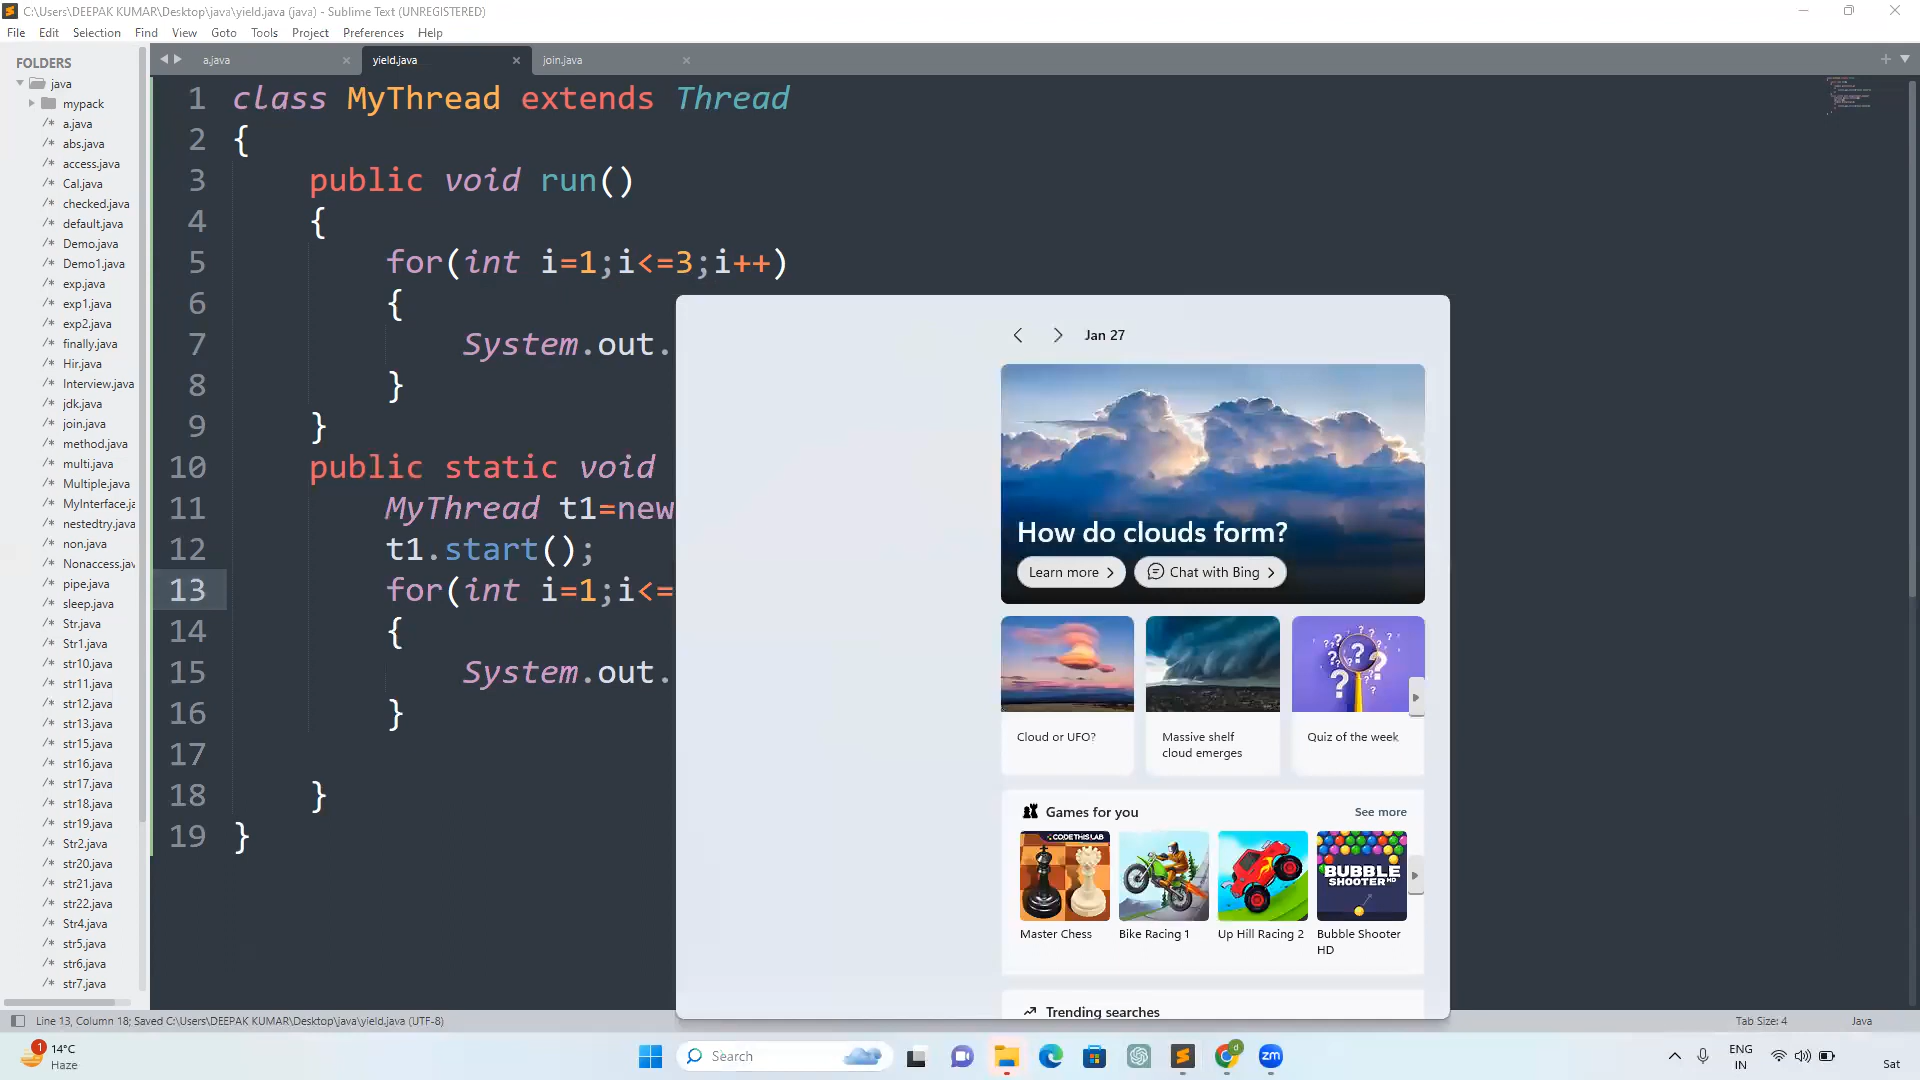 C:\Users\DEEPAK KUMAR\Desktop\java\yield.java (java) - Sublime Text (UNREGISTERED)
File Edit Selection Find View Goto Tools Project Preferences Help
FOLDERS
java
mypack
a.java
abs.java
access.java
Cal.java
checked.java
default.java
Demo.java
Demo1.java
exp.java
exp1.java
exp2.java
finally.java
Hir.java
Interview.java
jdk.java
join.java
method.java
multi.java
Multiple.java
MyInterface.ja
nestedtry.java
non.java
Nonaccess.jav
pipe.java
sleep.java
Str.java
Str1.java
str10.java
str11.java
str12.java
str13.java
str15.java
str16.java
str17.java
str18.java
str19.java
Str2.java
str20.java
str21.java
str22.java
Str4.java
str5.java
str6.java
str7.java
a.java yield.java join.java
1 class MyThread extends Thread
2 {
3 public void run()
4 {
5 for(int i=1;i<=3;i++)
6 {
7 System.out.
8 }
9 }
10 public static void
11 MyThread t1=new
12 t1.start();
13 for(int i=1;i<=
14 {
15 System.out.
16 }
17
18 }
19 }
Jan 27
How do clouds form?
Learn more
Chat with Bing
Cloud or UFO?
Massive shelf
cloud emerges
Quiz of the week
Games for you See more
CODETHISLAB
BUBBLE
SHOOTER HD
Master Chess
Bike Racing 1
Up Hill Racing 2
Bubble Shooter
HD
Trending searches
Line 13, Column 18; Saved C:\Users\DEEPAK KUMAR\Desktop\java\yield.java (UTF-8)
Tab Size: 4 Java
1
14°C
Haze
Search
d
zm
ENG
IN
Sat